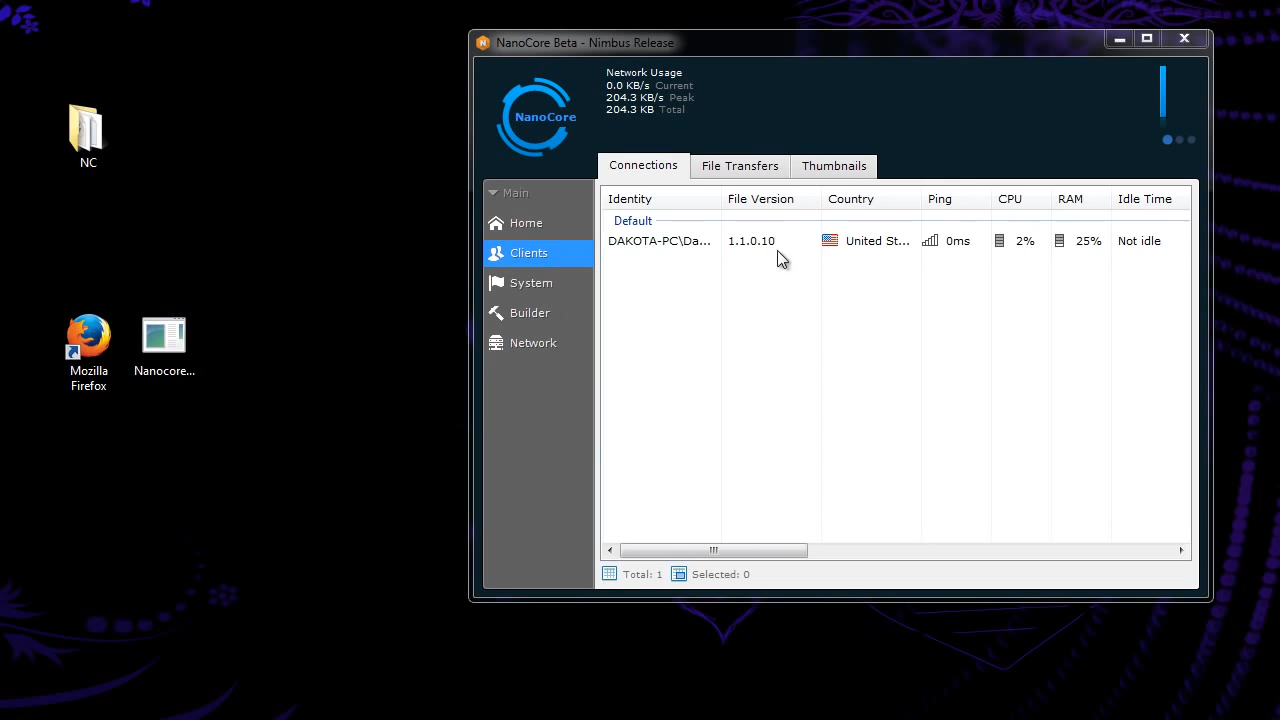 NC
Mozilla
Firefox
Nanocore...
NanoCore Beta - Nimbus Release
NanoCore
Network Usage
0.0 KB/s Current
204.3 KB/s Peak
204.3 KB Total
Connections File Transfers Thumbnails
Main
Home
Clients
System
Builder
Network
Identity File Version Country Ping CPU RAM Idle Time
Default
DAKOTA-PC\Da... 1.1.0.10 United St... 0ms 2% 25% Not idle
Total: 1 Selected: 0